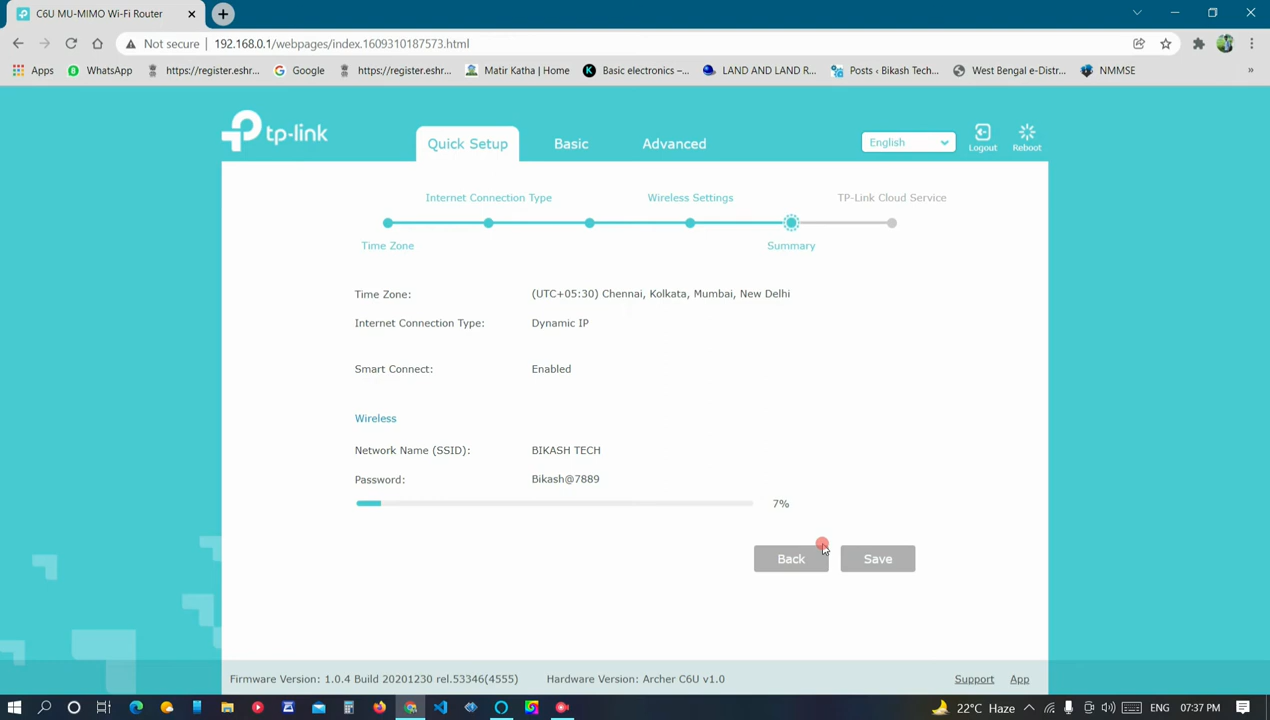 C6U MU-MIMO Wi-Fi Router
Not secure | 192.168.0.1/webpages/index.1609310187573.html
Apps WhatsApp https://register.eshr... Google https://register.eshr... Matir Katha | Home Basic electronics –... LAND AND LAND R... Posts ‹ Bikash Tech... West Bengal e-Distr... NMMSE »
tp-link
Quick Setup Basic Advanced English Logout Reboot
Internet Connection Type Wireless Settings TP-Link Cloud Service
Time Zone Summary
Time Zone: (UTC+05:30) Chennai, Kolkata, Mumbai, New Delhi
Internet Connection Type: Dynamic IP
Smart Connect: Enabled
Wireless
Network Name (SSID): BIKASH TECH
Password: Bikash@7889
7%
Back Save
Firmware Version: 1.0.4 Build 20201230 rel.53346(4555) Hardware Version: Archer C6U v1.0 Support App
22°C Haze ENG 07:37 PM